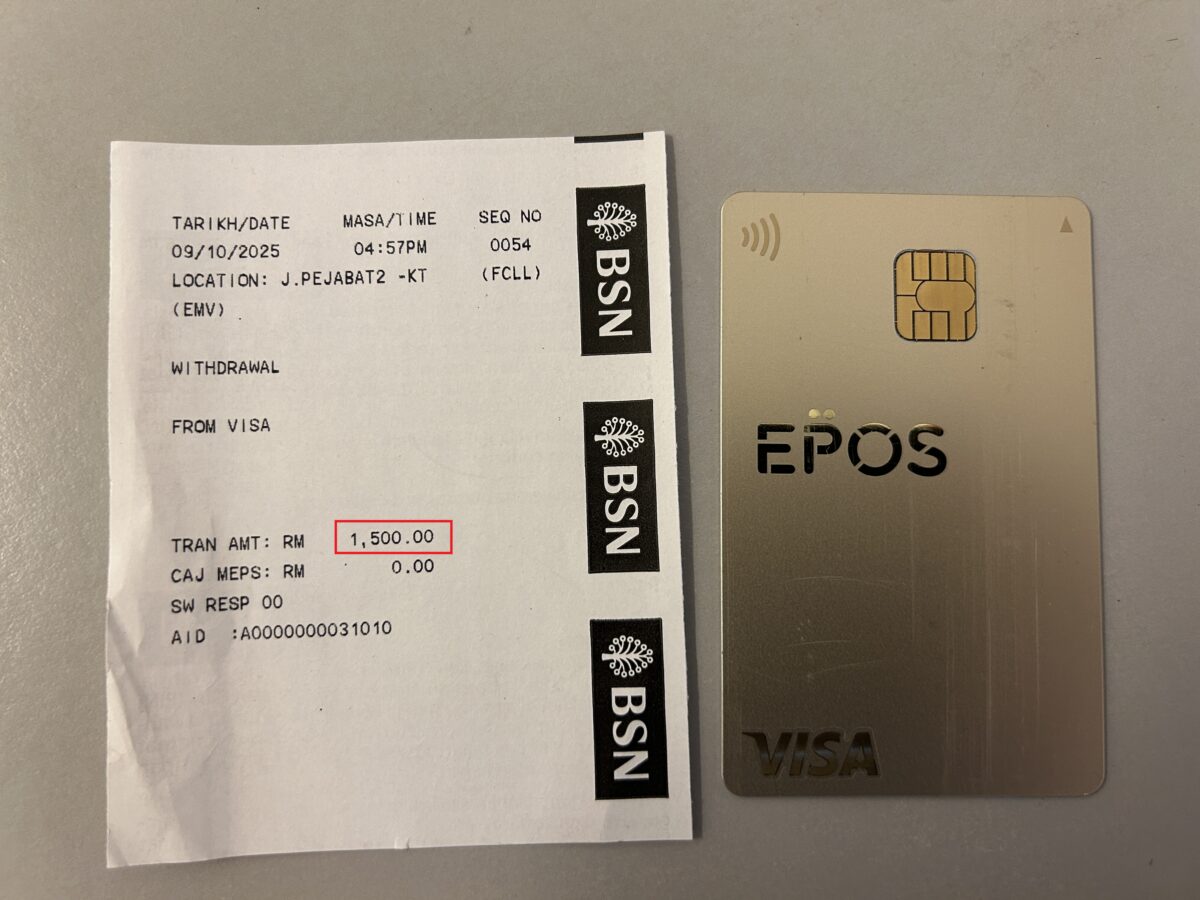 TARIKH/DATE MASA/TIME SEQ NO
09/10/2025 04:57PM 0054
LOCATION: J.PEJABAT2 -KT (FCLL)
(EMV)
WITHDRAWAL
FROM VISA
TRAN AMT: RM 1,500.00
CAJ MEPS: RM 0.00
SW RESP 00
AID :A0000000031010
BSN
BSN
BSN
EPOS
VISA